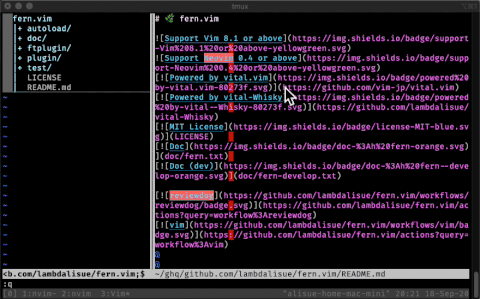 tmux
fern.vim
|+ autoload/
|+ doc/
|+ ftplugin/
|+ plugin/
|+ test/
|  LICENSE
|  README.md
# 🌿 fern.vim
![Support Vim 8.1 or above](https://img.shields.io/badge/support-Vim%208.1%20or%20above-yellowgreen.svg)
![Support Neovim 0.4 or above](https://img.shields.io/badge/support-Neovim%200.4%20or%20above-yellowgreen.svg)
[![Powered by vital.vim](https://img.shields.io/badge/powered%20by-vital.vim-80273f.svg)](https://github.com/vim-jp/vital.vim)
[![Powered by vital-Whisky](https://img.shields.io/badge/powered%20by-vital--Whisky-80273f.svg)](https://github.com/lambdalisue/vital-Whisky)
[![MIT License](https://img.shields.io/badge/license-MIT-blue.svg)](LICENSE)
[![Doc](https://img.shields.io/badge/doc-%3Ah%20fern-orange.svg)](doc/fern.txt)
[![Doc (dev)](https://img.shields.io/badge/doc-%3Ah%20fern--develop-orange.svg)](doc/fern-develop.txt)
[![reviewdog](https://github.com/lambdalisue/fern.vim/workflows/reviewdog/badge.svg)](https://github.com/lambdalisue/fern.vim/actions?query=workflow%3Areviewdog)
[![vim](https://github.com/lambdalisue/fern.vim/workflows/vim/badge.svg)](https://github.com/lambdalisue/fern.vim/actions?query=workflow%3Avim)
@
@
<b.com/lambdalisue/fern.vim;$ ~/ghq/github.com/lambdalisue/fern.vim/README.md
:q
[0] 1:nvim- 2:nvim 3:Vim* "alisue-home-mac-mini" 20:21 18-Sep-20